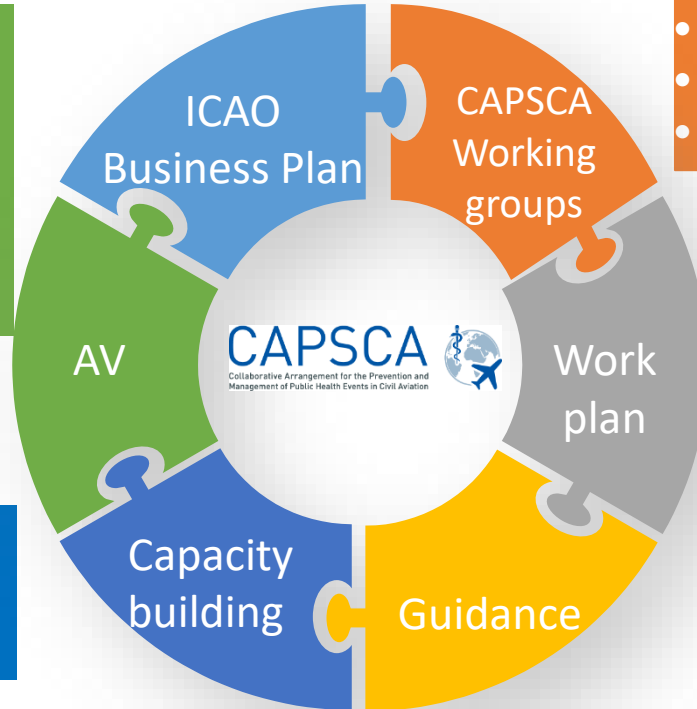 ICAO
Business Plan
CAPSCA
Working
groups
AV
CAPSCA
Collaborative Arrangement for the Prevention and
Management of Public Health Events in Civil Aviation
Work
plan
Capacity
building
Guidance